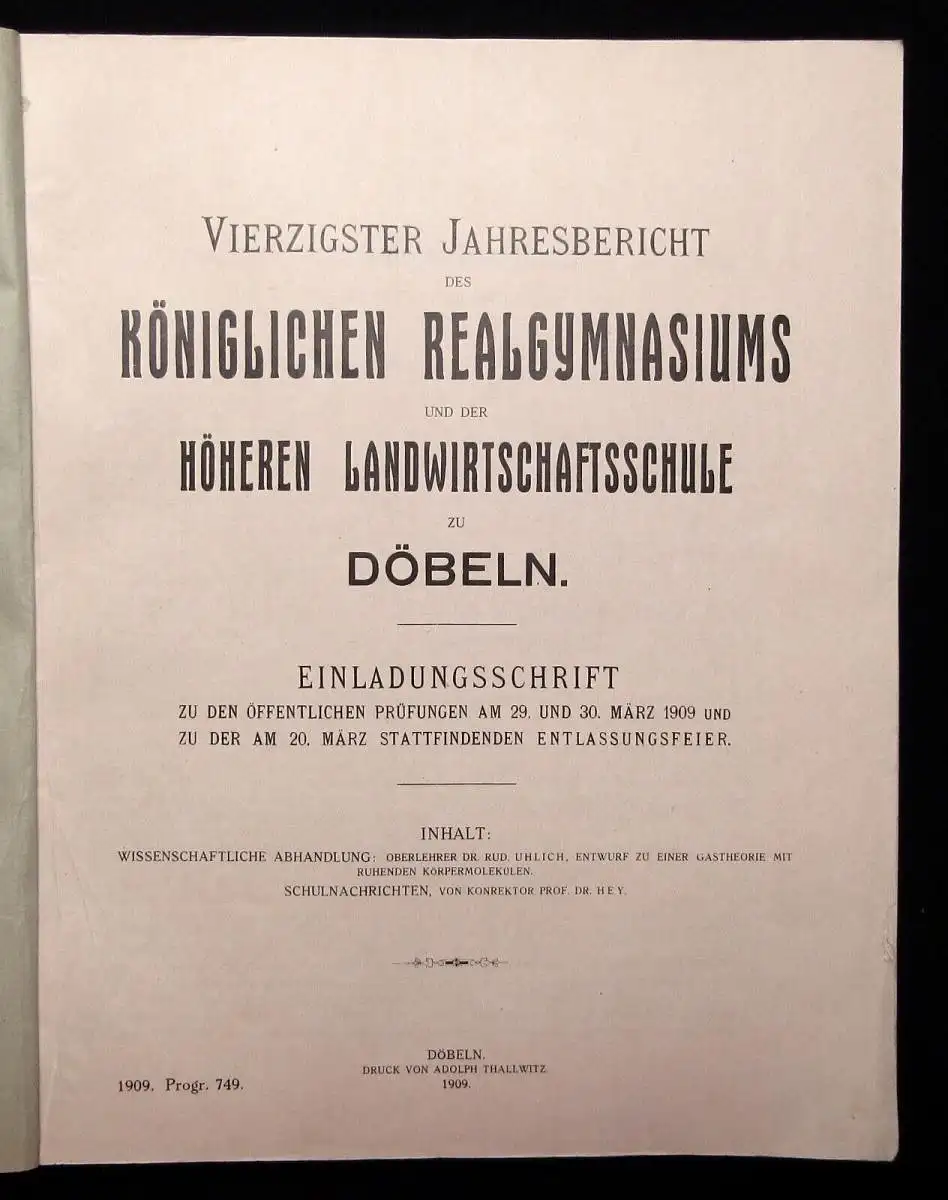 VIERZIGSTER JAHRESBERICHT
DES
KÖNIGLICHEN REALGYMNASIUMS
UND DER
HÖHEREN LANDWIRTSCHAFTSSCHULE
ZU
DÖBELN.
EINLADUNGSSCHRIFT
ZU DEN ÖFFENTLICHEN PRÜFUNGEN AM 29. UND 30. MÄRZ 1909 UND
ZU DER AM 20. MÄRZ STATTFINDENDEN ENTLASSUNGSFEIER.
INHALT:
WISSENSCHAFTLICHE ABHANDLUNG: OBERLEHRER DR. RUD. UHLICH, ENTWURF ZU EINER GASTHEORIE MIT
RUHENDEN KÖRPERMOLEKÜLEN.
SCHULNACHRICHTEN, VON KONREKTOR PROF. DR. HEY.
DÖBELN.
DRUCK VON ADOLPH THALLWITZ.
1909.
1909. Progr. 749.